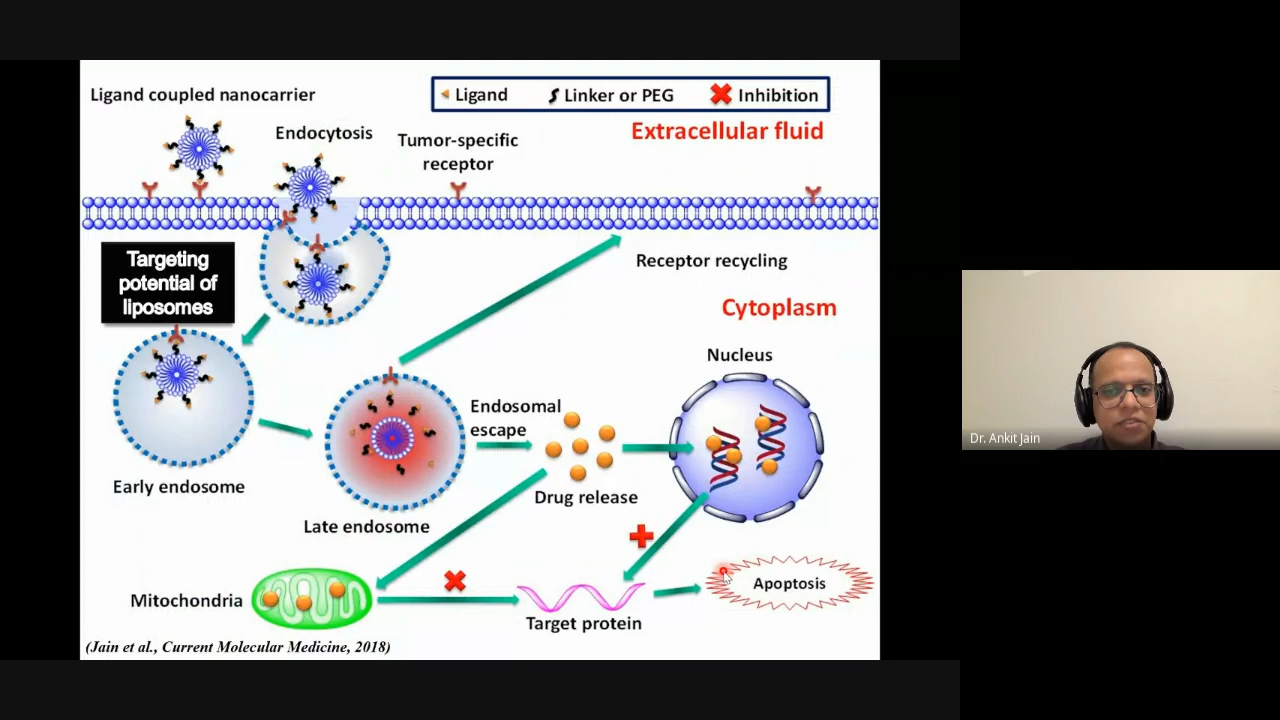 Ligand coupled nanocarrier
Ligand
Linker or PEG
Inhibition
Endocytosis
Tumor-specific
receptor
Extracellular fluid
Targeting
potential of
liposomes
Receptor recycling
Cytoplasm
Nucleus
Endosomal
escape
Early endosome
Drug release
Late endosome
Mitochondria
Target protein
Apoptosis
(Jain et al., Current Molecular Medicine, 2018)
Dr. Ankit Jain